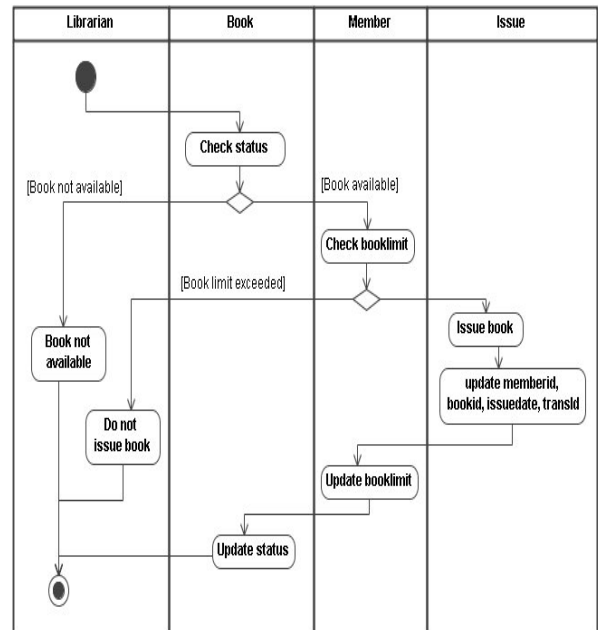 Librarian Book Member Issue
Check status
[Book not available] [Book available]
Check booklimit
[Book limit exceeded]
Issue book
Book not
available
update memberid,
bookid, issuedate, transId
Do not
issue book
Update booklimit
Update status